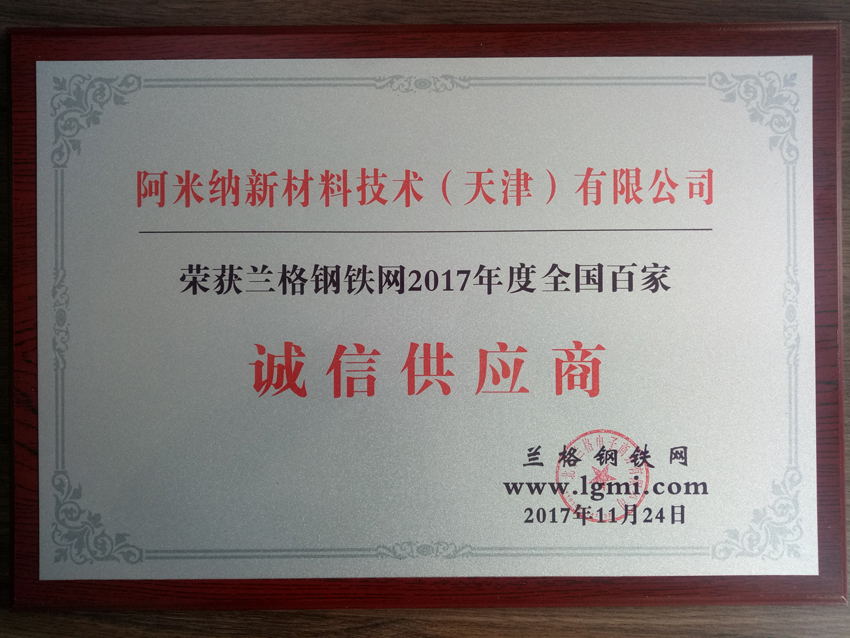 阿米纳新材料技术（天津）有限公司
荣获兰格钢铁网2017年度全国百家
诚信供应商
兰格钢铁网
www.lgmi.com
2017年11月24日